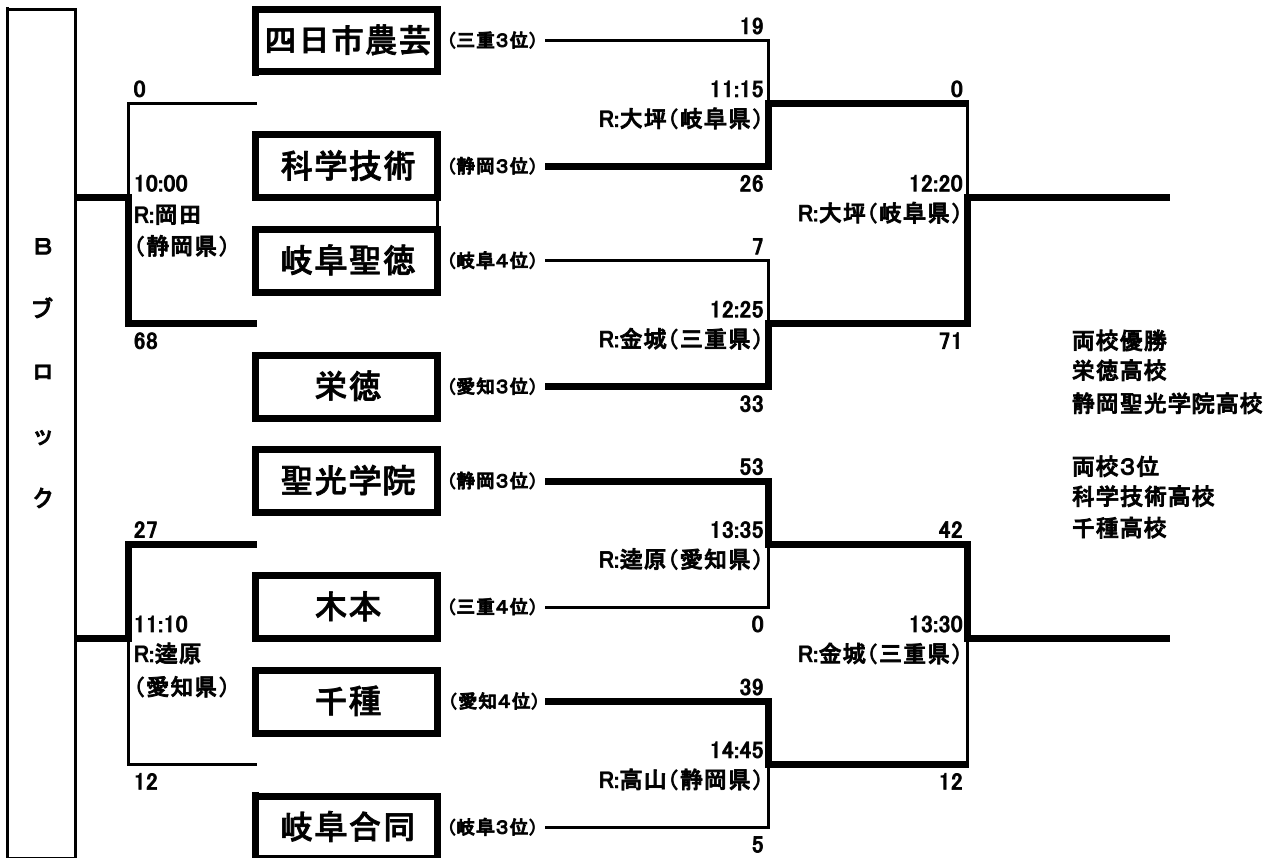 Bブロック
四日市農芸
(三重3位)
19
0
11:15
R:大坪(岐阜県)
0
科学技術
(静岡3位)
26
10:00
R:岡田
(静岡県)
12:20
R:大坪(岐阜県)
岐阜聖徳
(岐阜4位)
7
12:25
R:金城(三重県)
68
71
栄徳
(愛知3位)
33
両校優勝
栄徳高校
静岡聖光学院高校
聖光学院
(静岡3位)
53
両校3位
科学技術高校
千種高校
27
13:35
R:逵原(愛知県)
42
木本
(三重4位)
0
11:10
R:逵原
(愛知県)
13:30
R:金城(三重県)
千種
(愛知4位)
39
14:45
R:高山(静岡県)
12
12
岐阜合同
(岐阜3位)
5